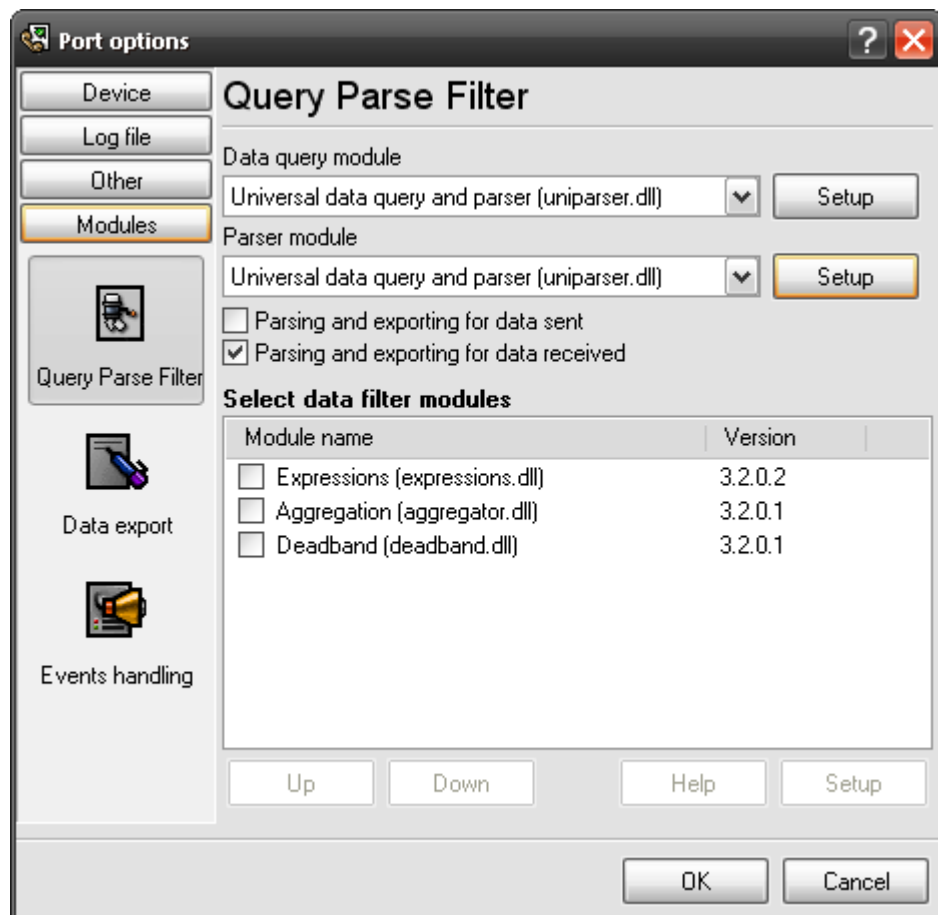 Port options
Device
Log file
Other
Modules
Query Parse Filter
Data export
Events handling
Query Parse Filter
Data query module
Universal data query and parser (uniparser.dll)
Setup
Parser module
Universal data query and parser (uniparser.dll)
Setup
Parsing and exporting for data sent
Parsing and exporting for data received
Select data filter modules
Module name Version
Expressions (expressions.dll) 3.2.0.2
Aggregation (aggregator.dll) 3.2.0.1
Deadband (deadband.dll) 3.2.0.1
Up Down Help Setup
OK Cancel